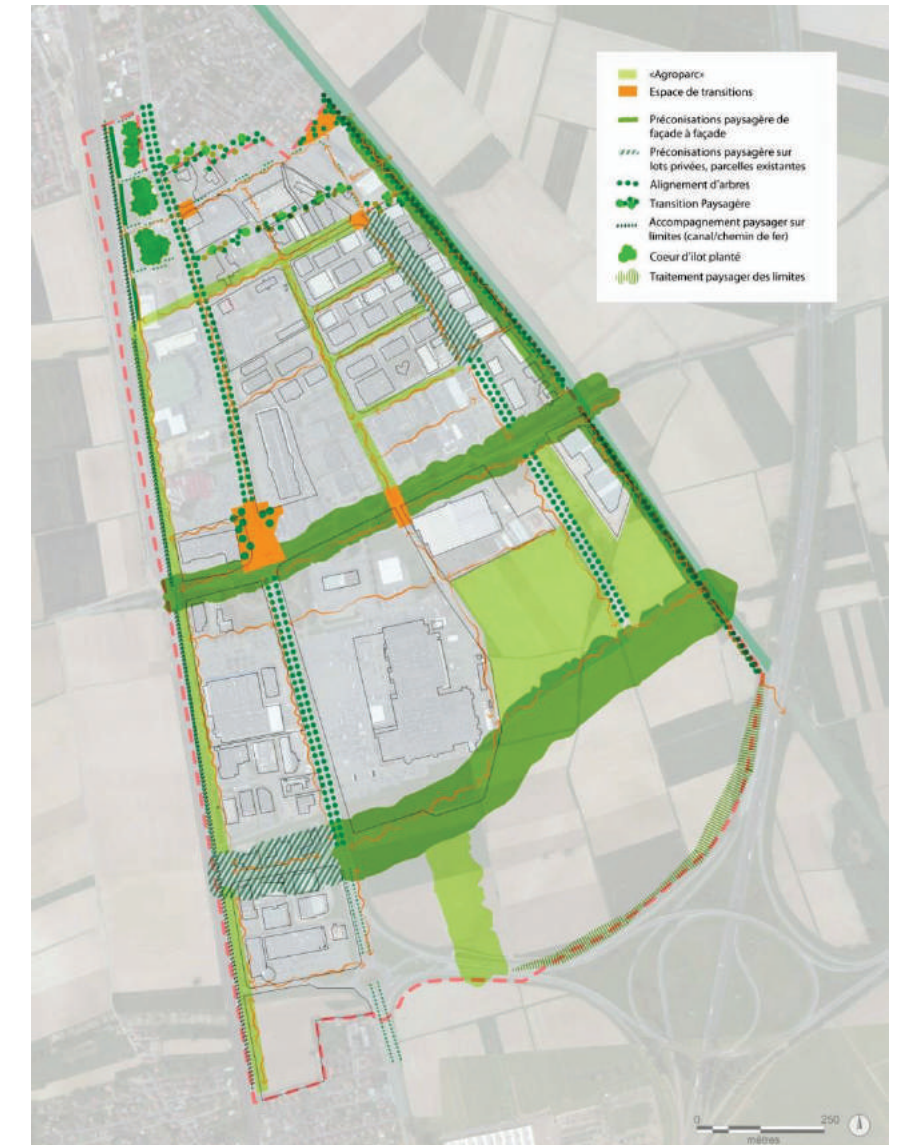 «Agroparc»
Espace de transitions
Préconisations paysagère de
façade à façade
Préconisations paysagère sur
lots privées, parcelles existantes
Alignement d'arbres
Transition Paysagère
Accompagnement paysager sur
limites (canal/chemin de fer)
Coeur d'ilot planté
Traitement paysager des limites
0 250
mètres